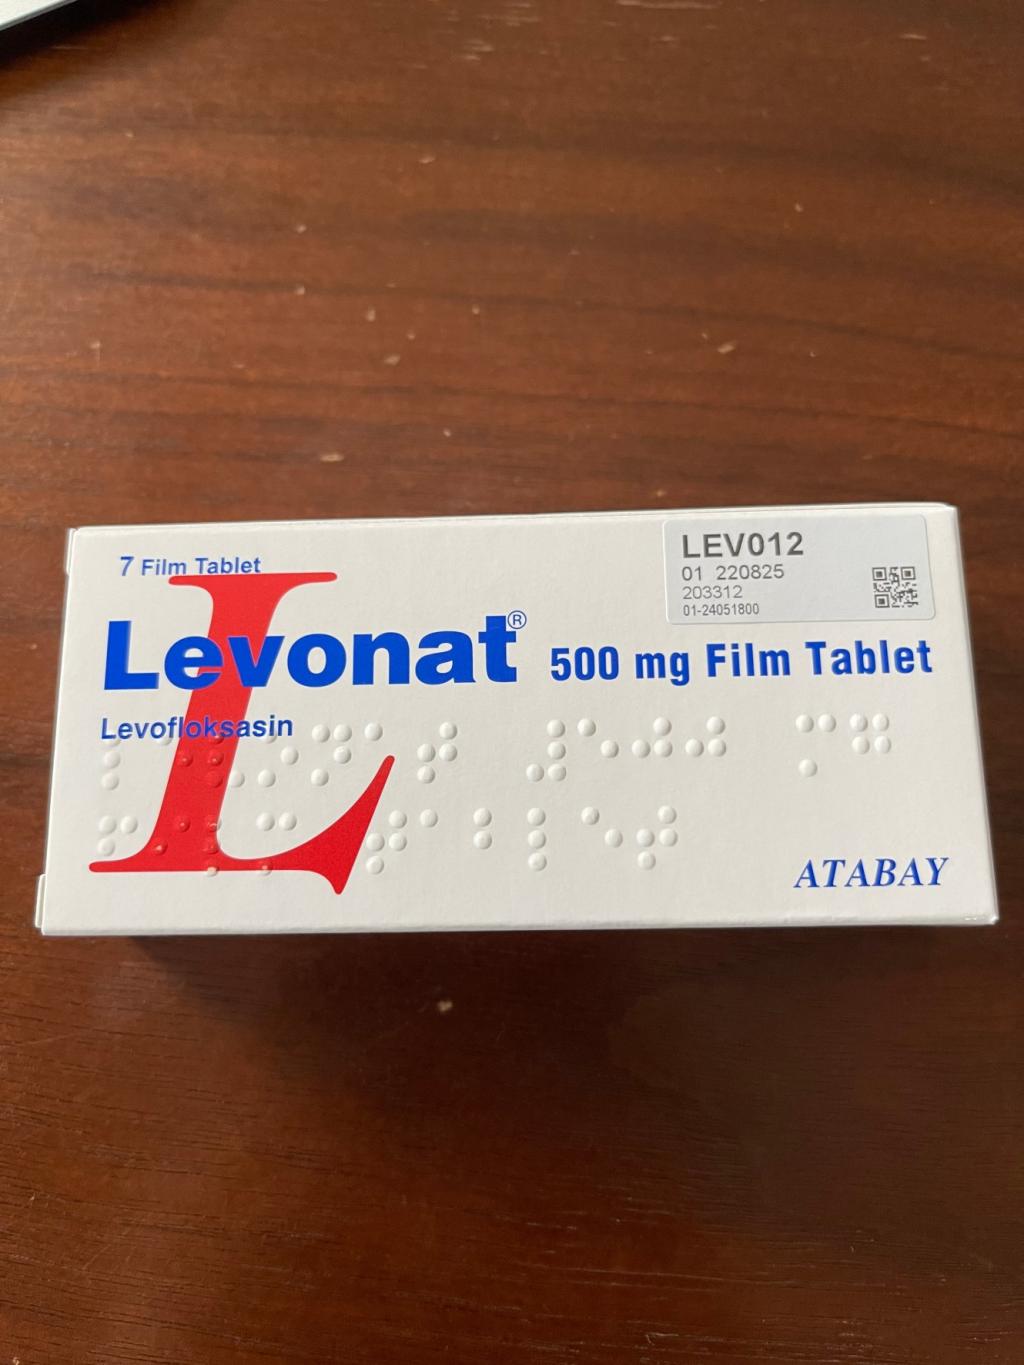 7 Film Tablet
LEV012
01 220825
203312
01-24051800
Levonat® 500 mg Film Tablet
Levofloksasin
ATABAY